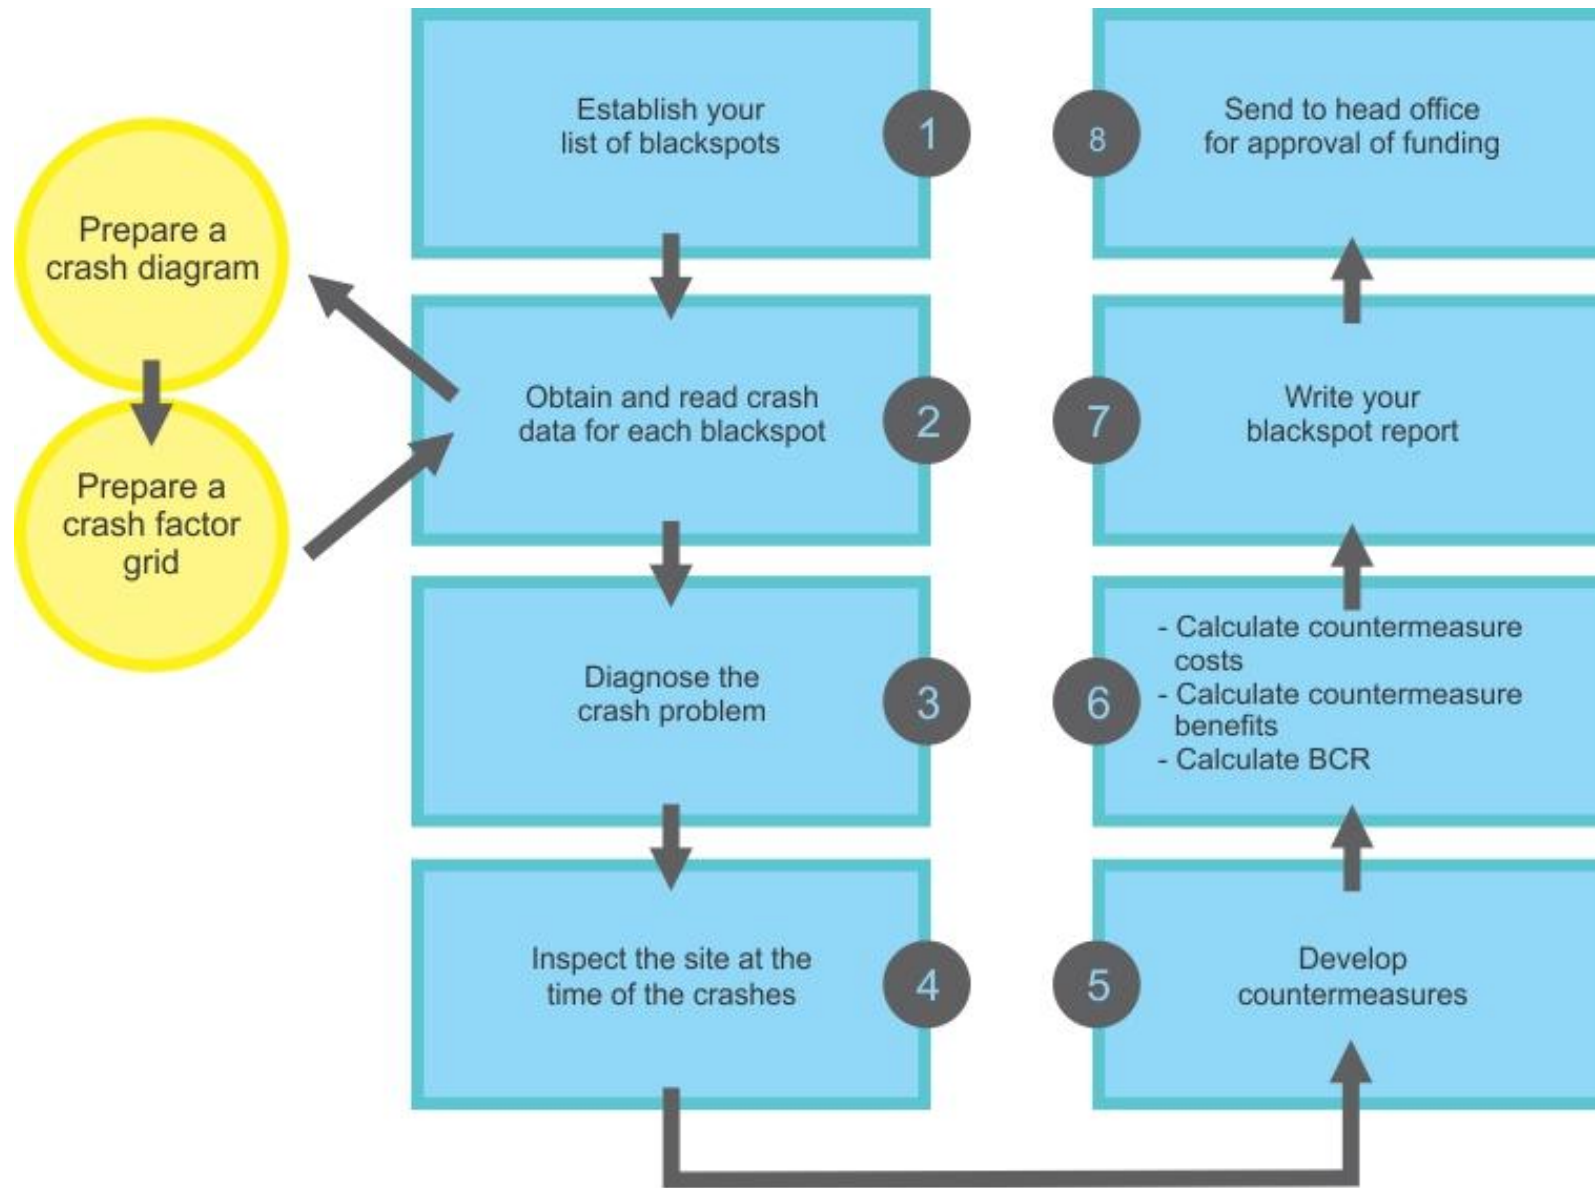 Establish your
list of blackspots
1
Prepare a
crash diagram
Prepare a
crash factor
grid
Obtain and read crash
data for each blackspot
2
Diagnose the
crash problem
3
Inspect the site at the
time of the crashes
4
5
Develop
countermeasures
6
- Calculate countermeasure
costs
- Calculate countermeasure
benefits
- Calculate BCR
7
Write your
blackspot report
8
Send to head office
for approval of funding